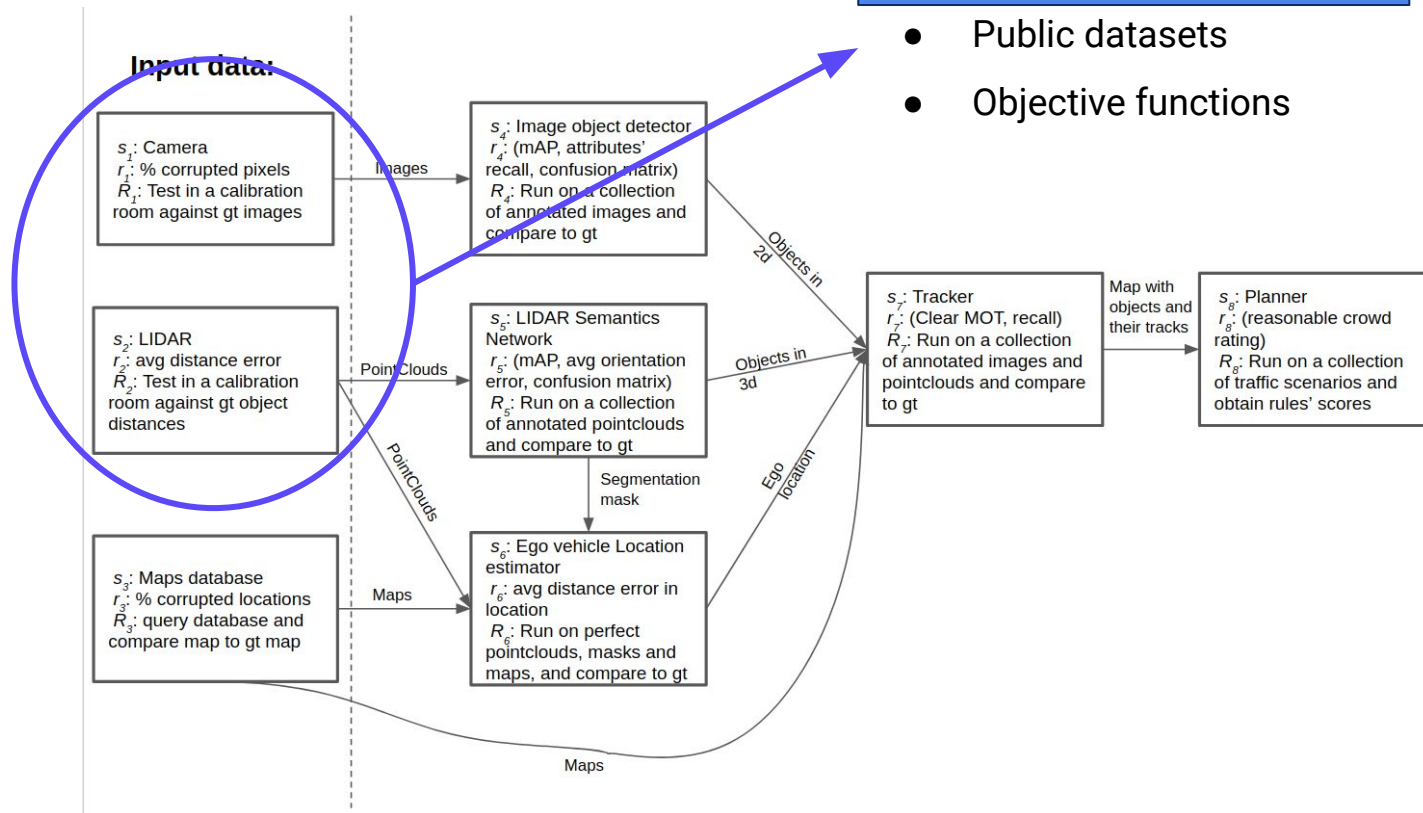 ● Public datasets
● Objective functions
Input data:
s1: Camera
r1: % corrupted pixels
R1: Test in a calibration
room against gt images
Images
s4: Image object detector
r4: (mAP, attributes'
recall, confusion matrix)
R4: Run on a collection
of annotated images and
compare to gt
Objects in
2d
s2: LIDAR
r2: avg distance error
R2: Test in a calibration
room against gt object
distances
PointClouds
PointClouds
s5: LIDAR Semantics
Network
r5: (mAP, avg orientation
error, confusion matrix)
R5: Run on a collection
of annotated pointclouds
and compare to gt
Objects in
3d
Segmentation
mask
s7: Tracker
r7: (Clear MOT, recall)
R7: Run on a collection
of annotated images and
pointclouds and compare
to gt
Map with
objects and
their tracks
s8: Planner
r8: (reasonable crowd
rating)
R8: Run on a collection
of traffic scenarios and
obtain rules' scores
s3: Maps database
r3: % corrupted locations
R3: query database and
compare map to gt map
Maps
s6: Ego vehicle Location
estimator
r6: avg distance error in
location
R6: Run on perfect
pointclouds, masks and
maps, and compare to gt
Ego
location
Maps